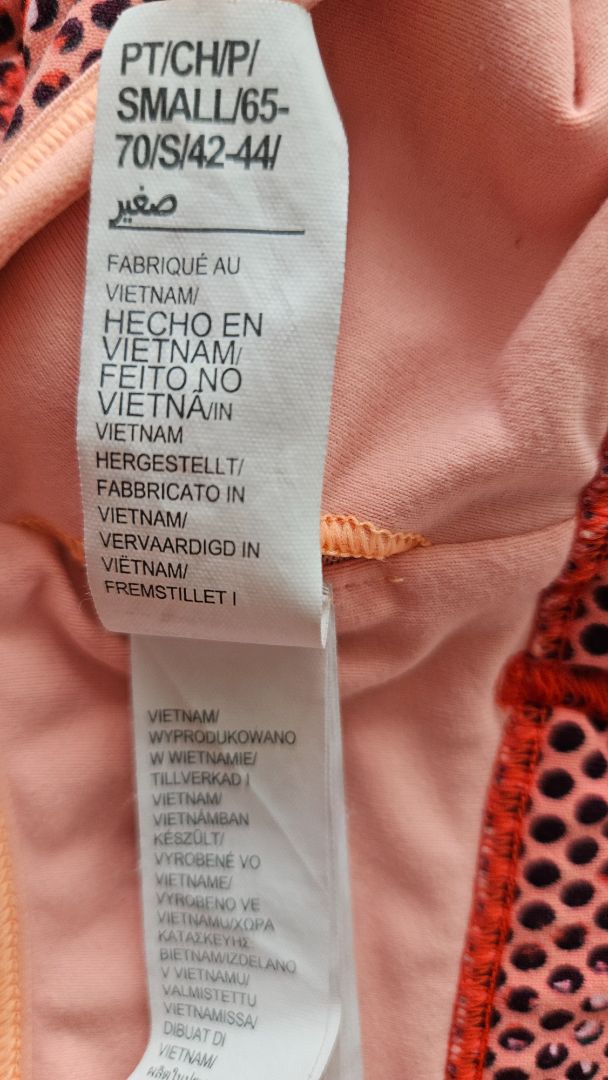 PT/CH/P/
SMALL/65-
70/S/42-44/
صغير
FABRIQUÉ AU
VIETNAM/
HECHO EN
VIETNAM/
FEITO NO
VIETNÃ/IN
VIETNAM
HERGESTELLT/
FABBRICATO IN
VIETNAM/
VERVAARDIGD IN
VIËTNAM/
FREMSTILLET I
VIETNAM/
WYPRODUKOWANO
W WIETNAMIE/
TILLVERKAD I
VIETNAM/
VIETNÁMBAN
KÉSZÜLT/
VYROBENÉ VO
VIETNAME/
VYROBENO VE
VIETNAMU/ΧΩΡΑ
ΚΑΤΑΣΚΕΥΗΣ
ΒΙΕΤΝΑΜ/IZDELANO
V VIETNAMU/
VALMISTETTU
VIETNAMISSA/
DIBUAT DI
VIETNAM/